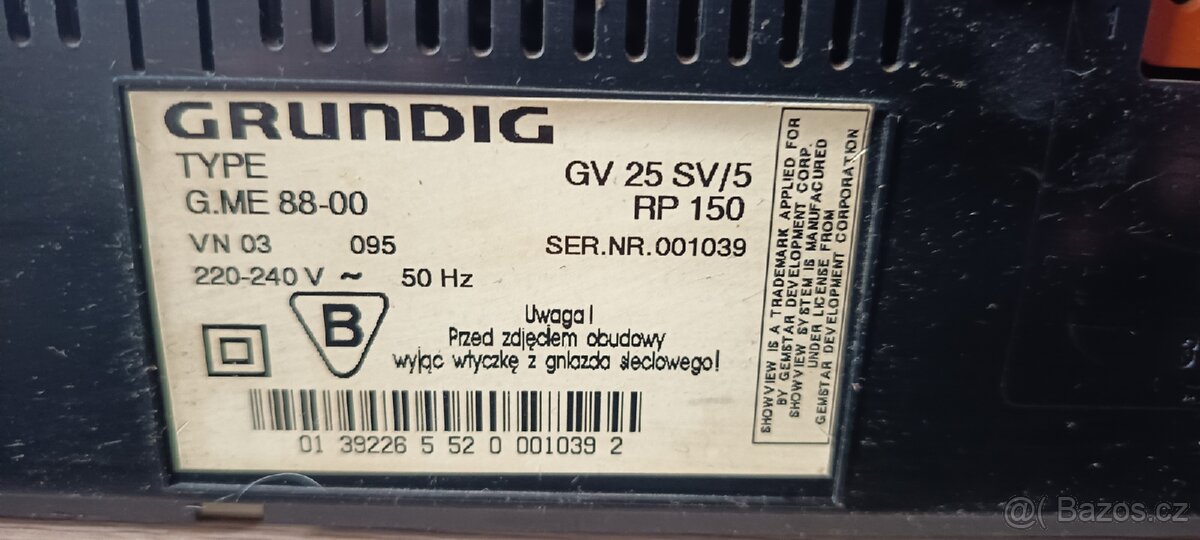 GRUNDIG
TYPE
G.ME 88-00
GV 25 SV/5
RP 150
VN 03 095
SER.NR.001039
220-240 V ~ 50 Hz
B
Uwaga!
Przed zdjęciem obudowy
wyjąc wtyczkę z gniazda sieciowego!
01 39226 5 52 0 001039 2
SHOWVIEW IS A TRADEMARK APPLIED FOR
BY GEMSTAR DEVELOPMENT CORP.
SHOWVIEW SYSTEM IS MANUFACURED
UNDER LICENSE FROM
GEMSTAR DEVELOPMENT CORPORATION
@( Bazos.cz